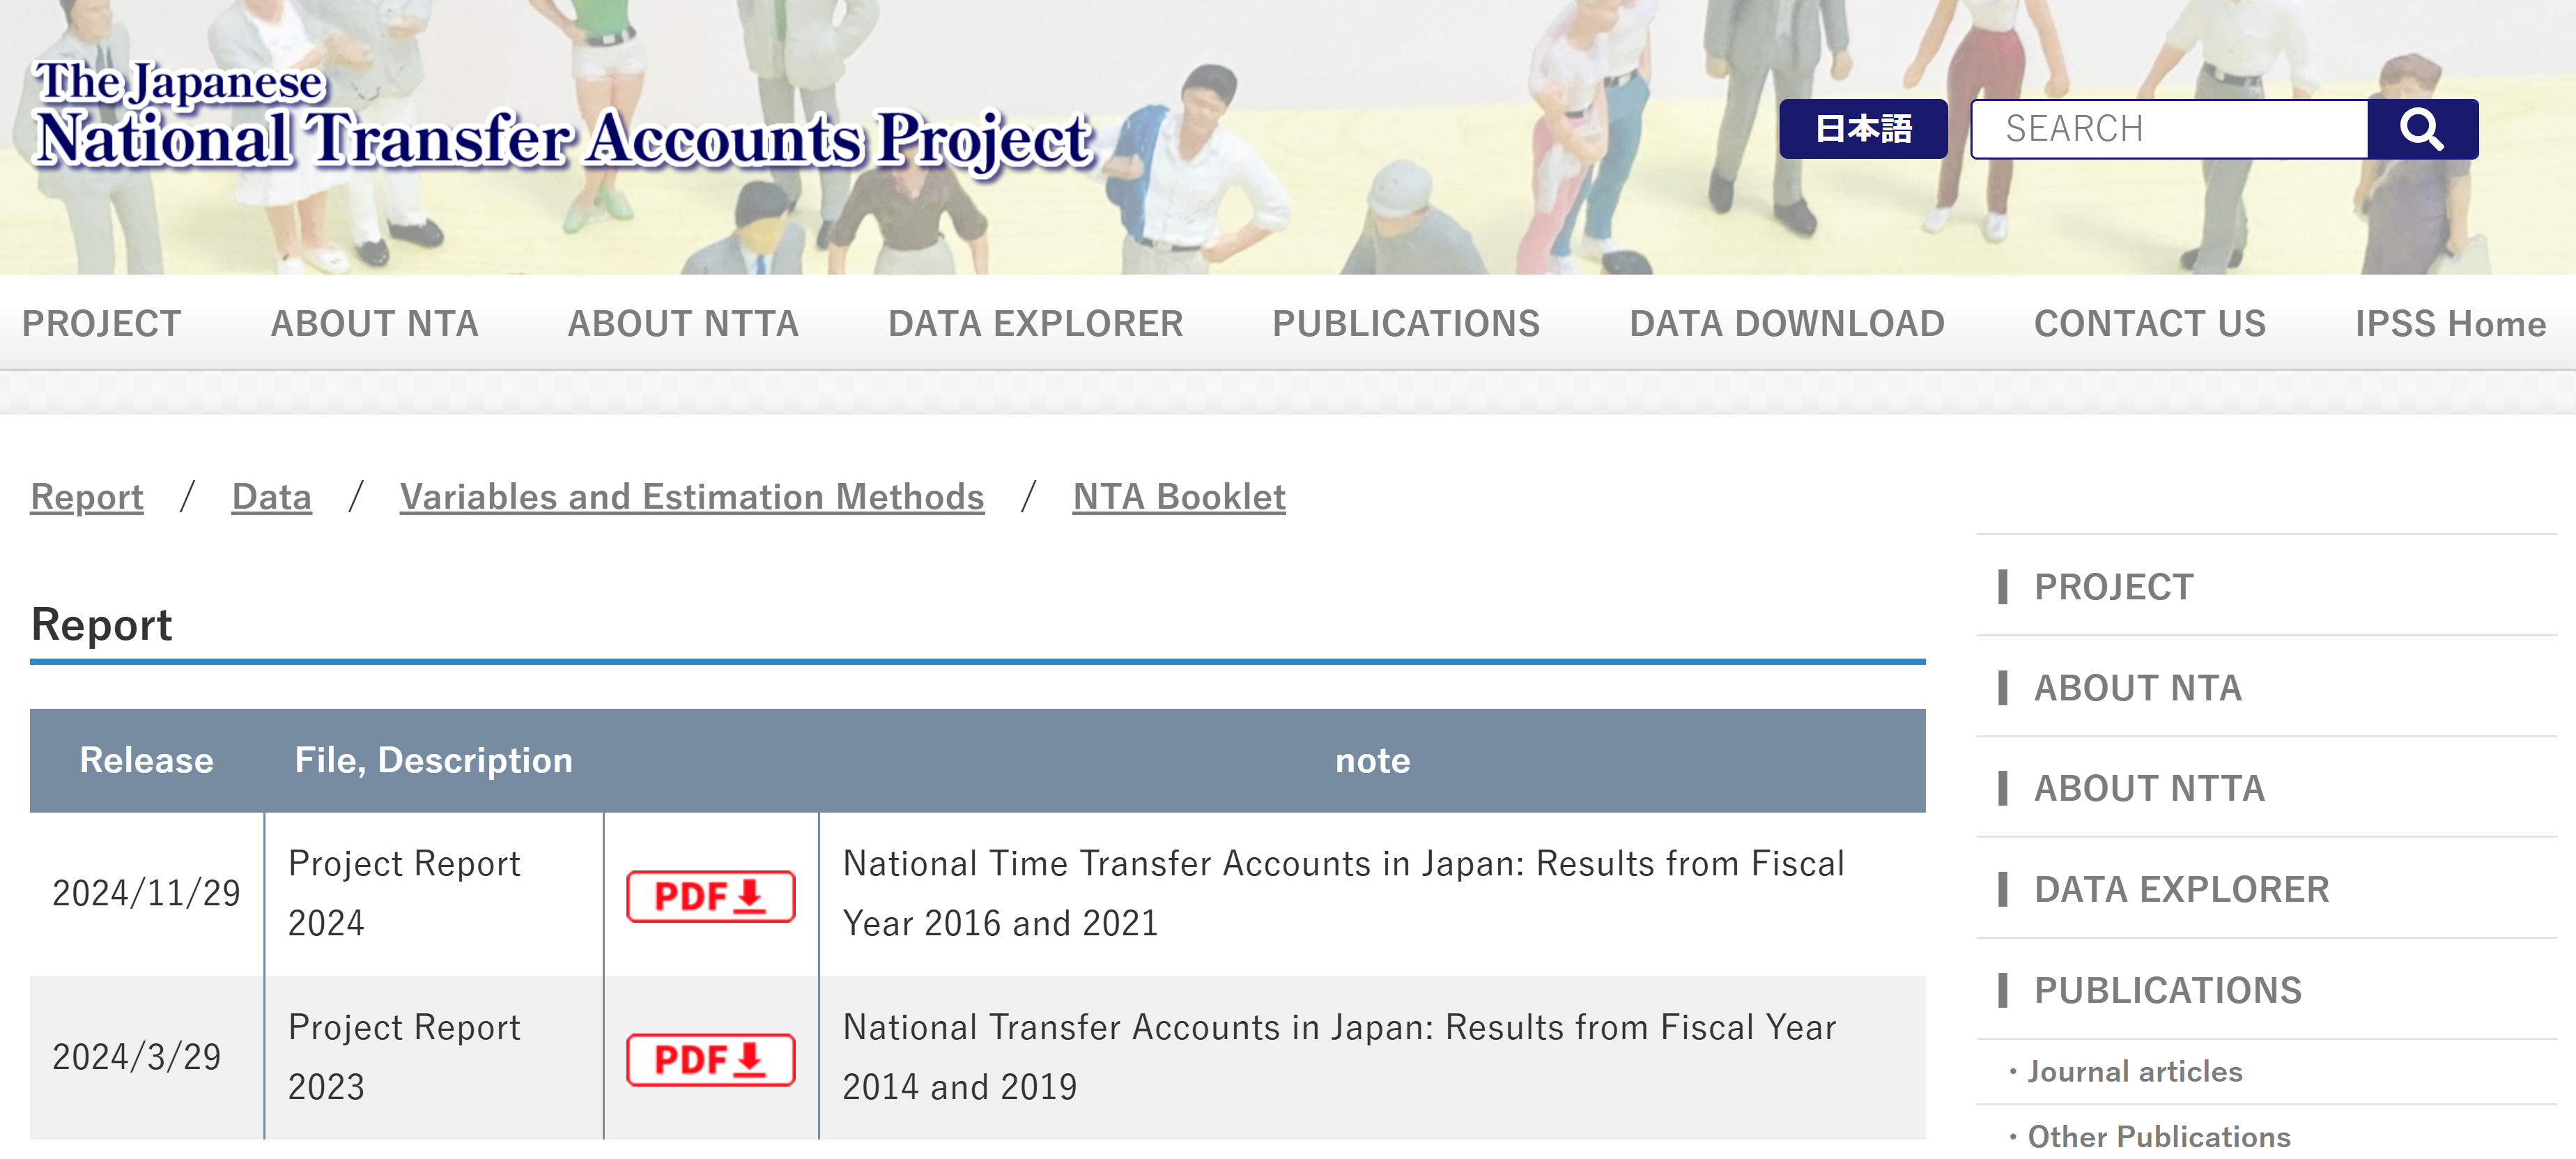 The Japanese
National Transfer Accounts Project
日本語
SEARCH
PROJECT
ABOUT NTA
ABOUT NTTA
DATA EXPLORER
PUBLICATIONS
DATA DOWNLOAD
CONTACT US
IPSS Home
Report / Data / Variables and Estimation Methods / NTA Booklet
Report
Release
File, Description
note
2024/11/29
Project Report
2024
PDF
National Time Transfer Accounts in Japan: Results from Fiscal
Year 2016 and 2021
2024/3/29
Project Report
2023
PDF
National Transfer Accounts in Japan: Results from Fiscal Year
2014 and 2019
PROJECT
ABOUT NTA
ABOUT NTTA
DATA EXPLORER
PUBLICATIONS
・Journal articles
・Other Publications